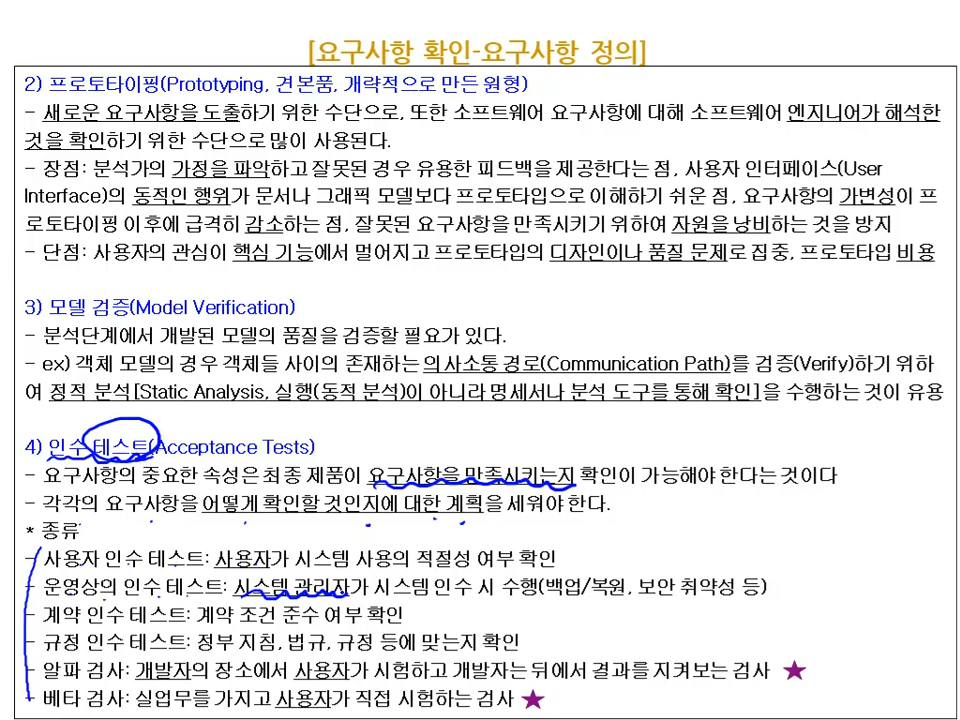 [요구사항 확인-요구사항 정의]
2) 프로토타이핑(Prototyping, 견본품, 개략적으로 만든 원형)
- 새로운 요구사항을 도출하기 위한 수단으로, 또한 소프트웨어 요구사항에 대해 소프트웨어 엔지니어가 해석한
것을 확인하기 위한 수단으로 많이 사용된다.
- 장점: 분석가의 가정을 파악하고 잘못된 경우 유용한 피드백을 제공한다는 점, 사용자 인터페이스(User
Interface)의 동적인 행위가 문서나 그래픽 모델보다 프로토타입으로 이해하기 쉬운 점, 요구사항의 가변성이 프
로토타이핑 이후에 급격히 감소하는 점, 잘못된 요구사항을 만족시키기 위하여 자원을 낭비하는 것을 방지
- 단점: 사용자의 관심이 핵심 기능에서 멀어지고 프로토타입의 디자인이나 품질 문제로 집중, 프로토타입 비용
3) 모델 검증(Model Verification)
- 분석단계에서 개발된 모델의 품질을 검증할 필요가 있다.
- ex) 객체 모델의 경우 객체들 사이의 존재하는 의사소통 경로(Communication Path)를 검증(Verify)하기 위하
여 정적 분석[Static Analysis, 실행(동적 분석)이 아니라 명세서나 분석 도구를 통해 확인]을 수행하는 것이 유용
4) 인수 테스트(Acceptance Tests)
- 요구사항의 중요한 속성은 최종 제품이 요구사항을 만족시키는지 확인이 가능해야 한다는 것이다
- 각각의 요구사항을 어떻게 확인할 것인지에 대한 계획을 세워야 한다.
* 종류
- 사용자 인수 테스트: 사용자가 시스템 사용의 적절성 여부 확인
- 운영상의 인수 테스트: 시스템 관리자가 시스템 인수 시 수행(백업/복원, 보안 취약성 등)
- 계약 인수 테스트: 계약 조건 준수 여부 확인
- 규정 인수 테스트: 정부 지침, 법규, 규정 등에 맞는지 확인
- 알파 검사: 개발자의 장소에서 사용자가 시험하고 개발자는 뒤에서 결과를 지켜보는 검사 ★
- 베타 검사: 실업무를 가지고 사용자가 직접 시험하는 검사 ★